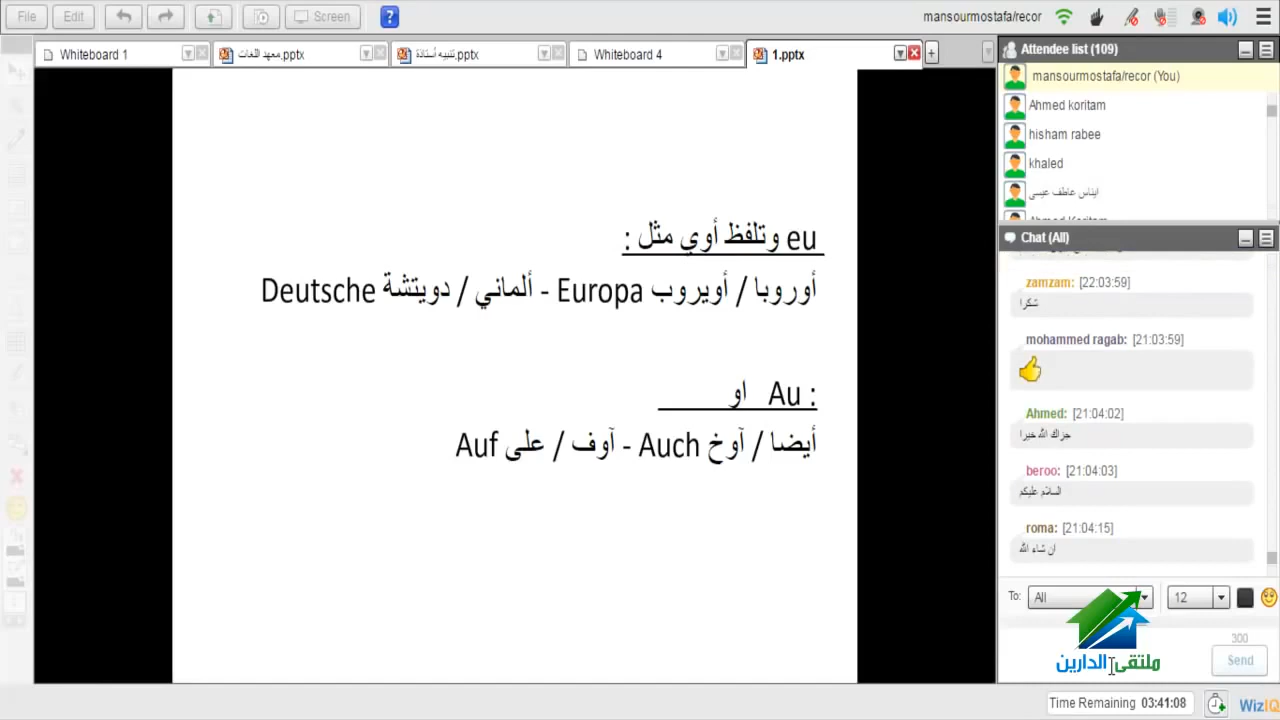 File
Edit
Screen
?
mansourmostafa/recor
Whiteboard 1
معهد اللغات.pptx
تنبيه أستاذة.pptx
Whiteboard 4
1.pptx
eu وتلفظ أوي مثل :
أوروبا / أويروب Europa - ألماني / دويتشة Deutsche
Au : او
أيضا / آوخ Auch - آوف / على Auf
Attendee list (109)
mansourmostafa/recor (You)
Ahmed koritam
hisham rabee
khaled
ايناس عاطف عيسى
Ahmed Koritam
Chat (All)
zamzam: [22:03:59]
شكرا
mohammed ragab: [21:03:59]
Ahmed: [21:04:02]
جزاك الله خيرا
beroo: [21:04:03]
السلام عليكم
roma: [21:04:15]
ان شاء الله
To: All 12
300
Send
ملتقى الدارين
Time Remaining 03:41:08
WizIQ